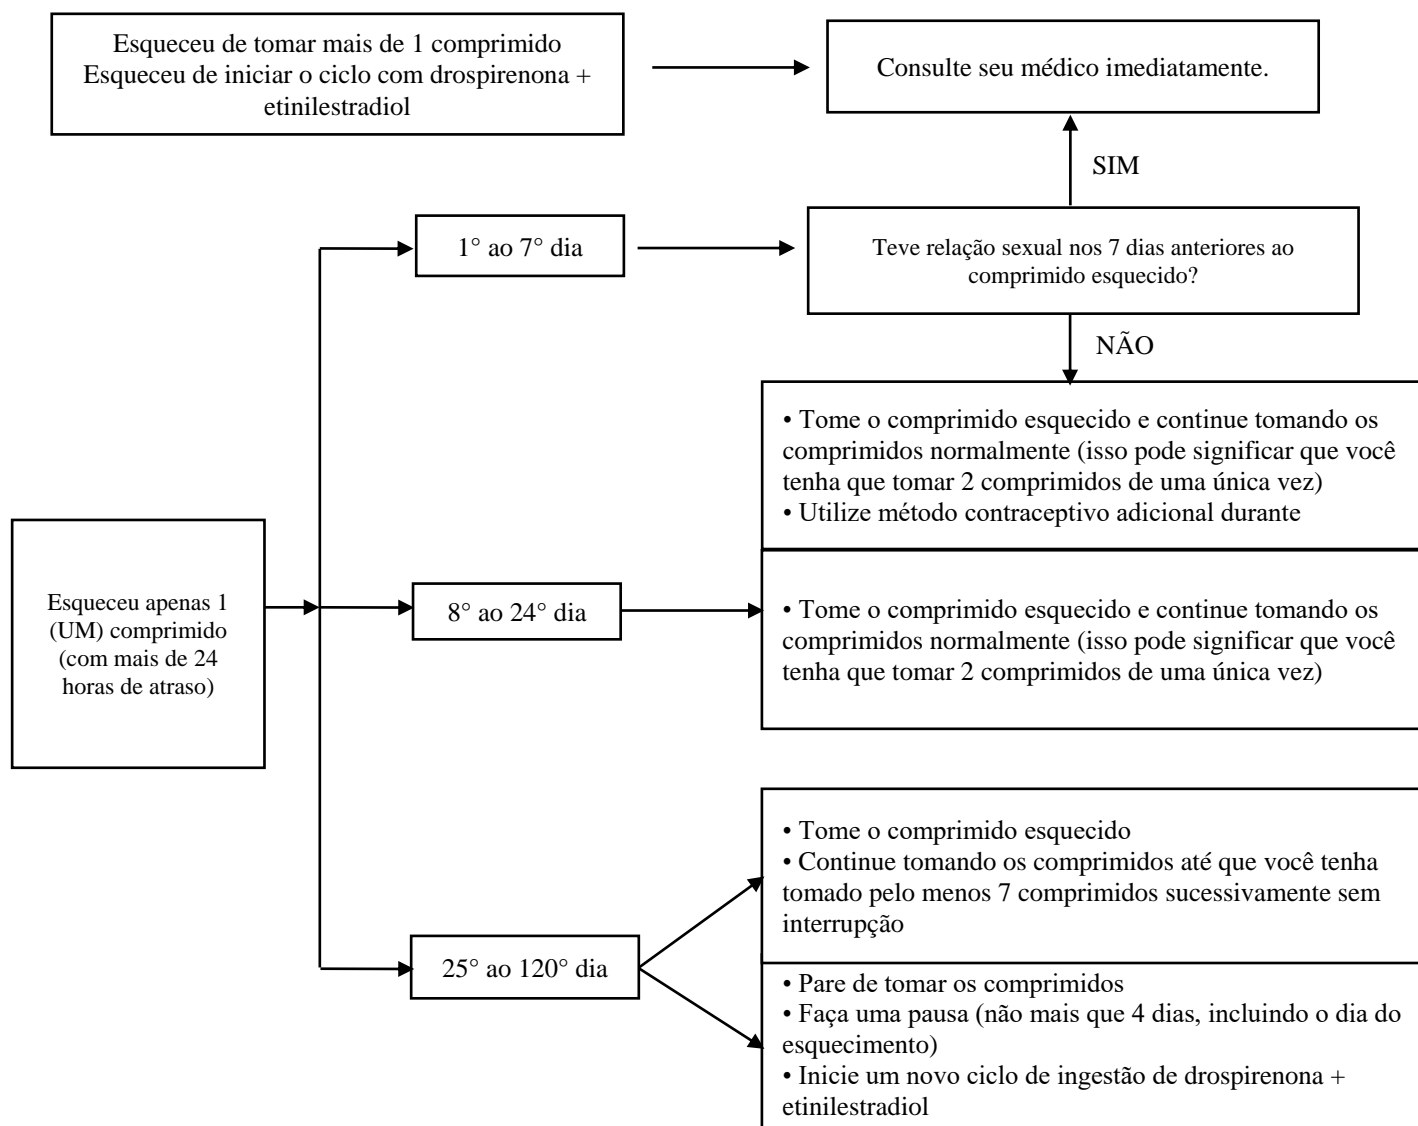 Esqueceu de tomar mais de 1 comprimido
Esqueceu de iniciar o ciclo com drospirenona +
etinilestradiol
Consulte seu médico imediatamente.
SIM
1° ao 7° dia
Teve relação sexual nos 7 dias anteriores ao
comprimido esquecido?
NÃO
• Tome o comprimido esquecido e continue tomando os
comprimidos normalmente (isso pode significar que você
tenha que tomar 2 comprimidos de uma única vez)
• Utilize método contraceptivo adicional durante
Esqueceu apenas 1
(UM) comprimido
(com mais de 24
horas de atraso)
8° ao 24° dia
• Tome o comprimido esquecido e continue tomando os
comprimidos normalmente (isso pode significar que você
tenha que tomar 2 comprimidos de uma única vez)
25° ao 120° dia
• Tome o comprimido esquecido
• Continue tomando os comprimidos até que você tenha
tomado pelo menos 7 comprimidos sucessivamente sem
interrupção
• Pare de tomar os comprimidos
• Faça uma pausa (não mais que 4 dias, incluindo o dia do
esquecimento)
• Inicie um novo ciclo de ingestão de drospirenona +
etinilestradiol